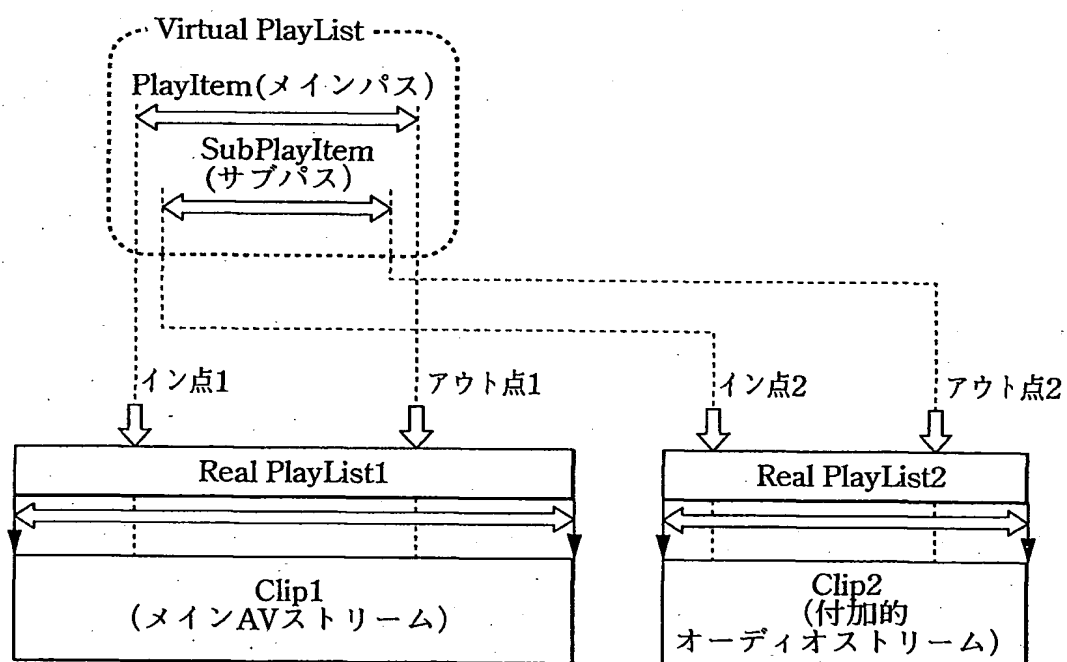 Virtual PlayList
PlayItem(メインパス)
SubPlayItem
(サブパス)
イン点1
アウト点1
イン点2
アウト点2
Real PlayList1
Real PlayList2
Clip1
(メインAVストリーム)
Clip2
(付加的
オーディオストリーム)